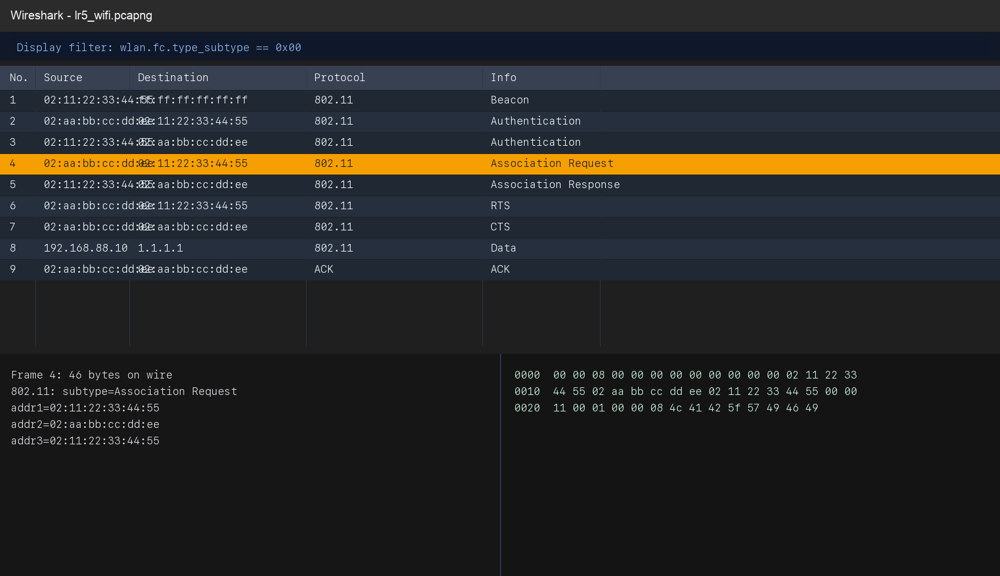 Wireshark - lr5_wifi.pcapng
Display filter: wlan.fc.type_subtype == 0x00
No. Source Destination Protocol Info
1 02:11:22:33:44:55 ff:ff:ff:ff:ff:ff 802.11 Beacon
2 02:aa:bb:cc:dd:ee 02:11:22:33:44:55 802.11 Authentication
3 02:11:22:33:44:55 02:aa:bb:cc:dd:ee 802.11 Authentication
4 02:aa:bb:cc:dd:ee 02:11:22:33:44:55 802.11 Association Request
5 02:11:22:33:44:55 02:aa:bb:cc:dd:ee 802.11 Association Response
6 02:aa:bb:cc:dd:ee 02:11:22:33:44:55 802.11 RTS
7 02:aa:bb:cc:dd:ee 02:aa:bb:cc:dd:ee 802.11 CTS
8 192.168.88.10 1.1.1.1 802.11 Data
9 02:aa:bb:cc:dd:ee 02:aa:bb:cc:dd:ee ACK ACK
Frame 4: 46 bytes on wire
802.11: subtype=Association Request
addr1=02:11:22:33:44:55
addr2=02:aa:bb:cc:dd:ee
addr3=02:11:22:33:44:55
0000 00 00 08 00 00 00 00 00 00 00 00 00 02 11 22 33
0010 44 55 02 aa bb cc dd ee 02 11 22 33 44 55 00 00
0020 11 00 01 00 00 08 4c 41 42 5f 57 49 46 49